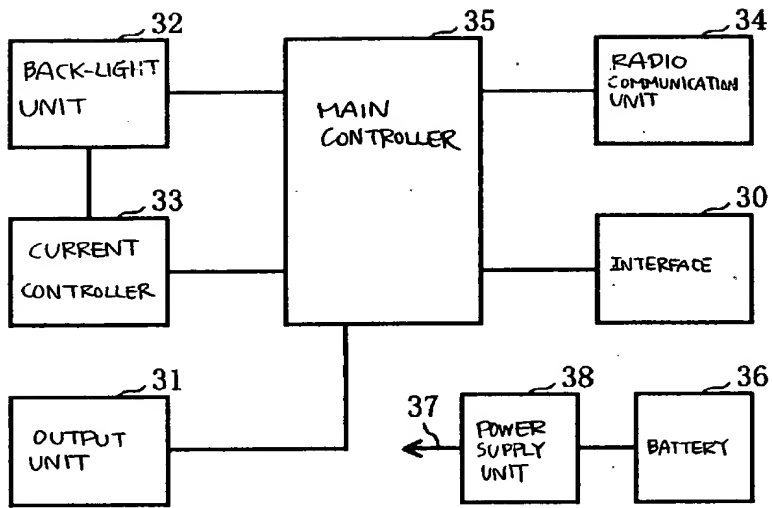 32
BACK-LIGHT
UNIT
35
MAIN
CONTROLLER
34
RADIO
COMMUNICATION
UNIT
33
CURRENT
CONTROLLER
30
INTERFACE
31
OUTPUT
UNIT
37
38
POWER
SUPPLY
UNIT
36
BATTERY